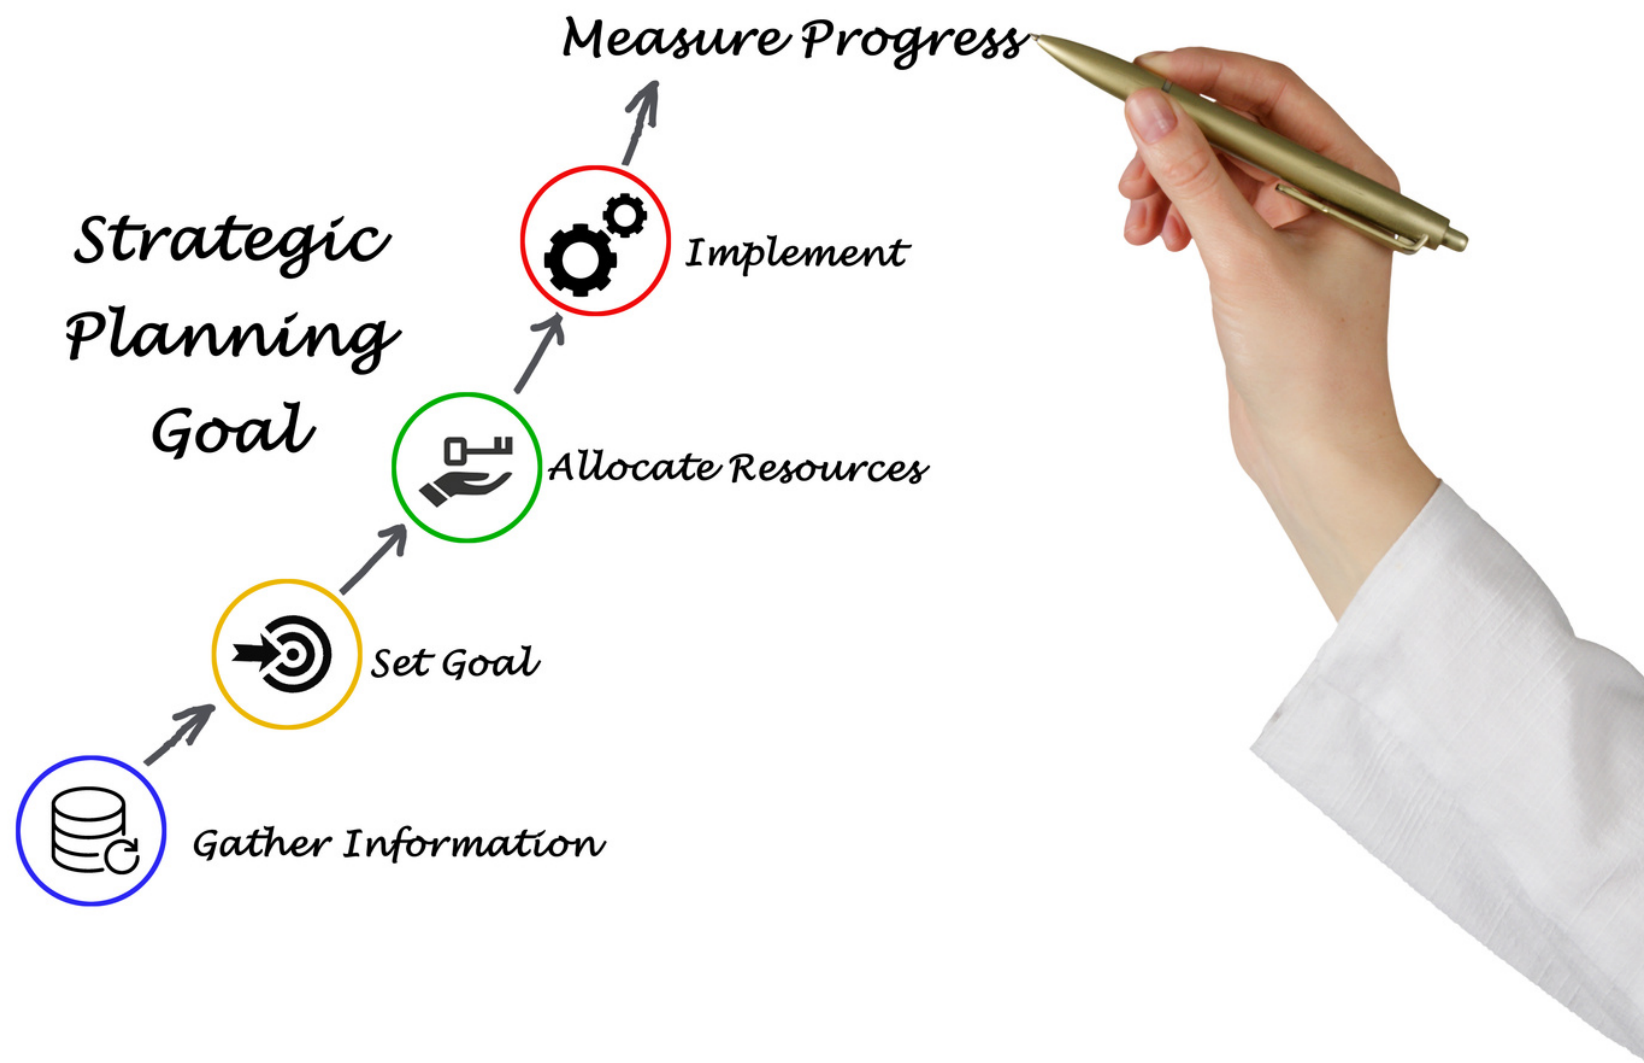 Measure Progress
Strategic
Planning
Goal
Implement
Allocate Resources
Set Goal
Gather Information